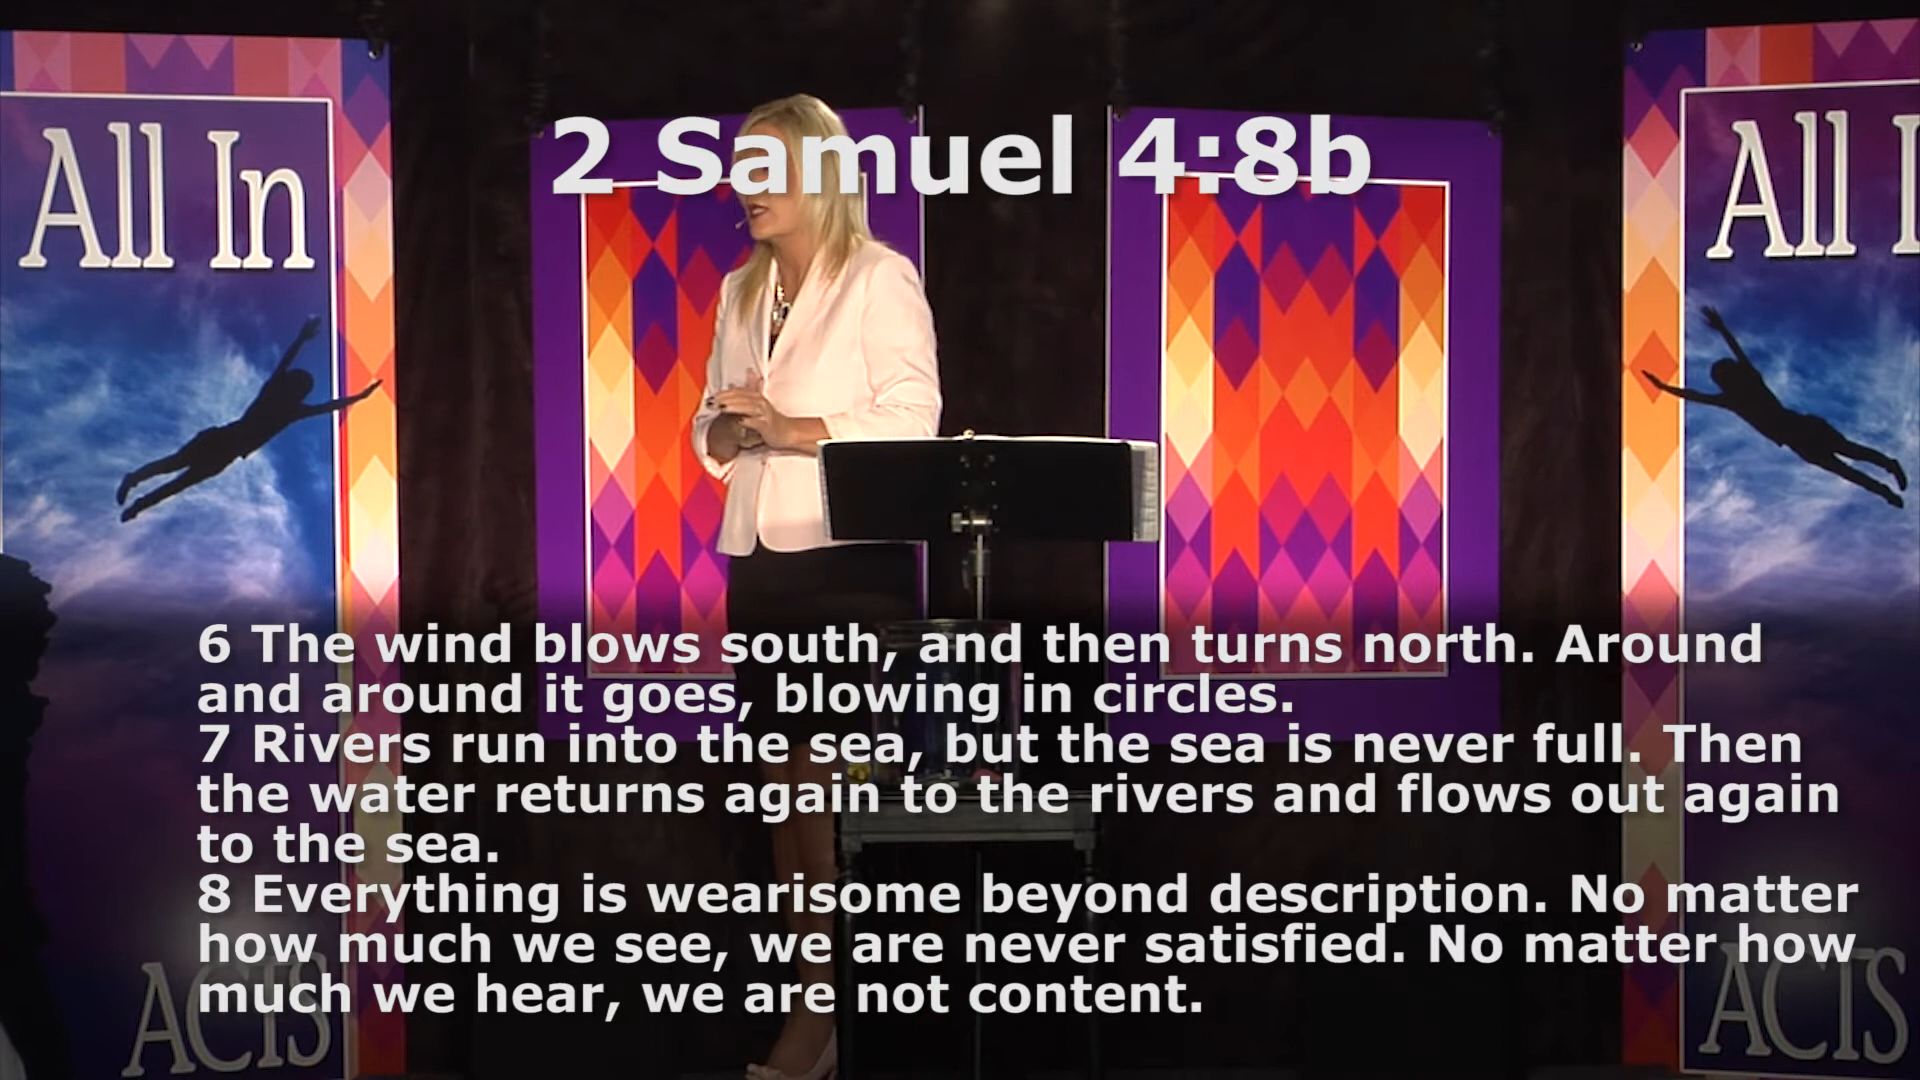 All In
2 Samuel 4:8b
All I
6 The wind blows south, and then turns north. Around
and around it goes, blowing in circles.
7 Rivers run into the sea, but the sea is never full. Then
the water returns again to the rivers and flows out again
to the sea.
8 Everything is wearisome beyond description. No matter
how much we see, we are never satisfied. No matter how
much we hear, we are not content.
ACTS
ACTS